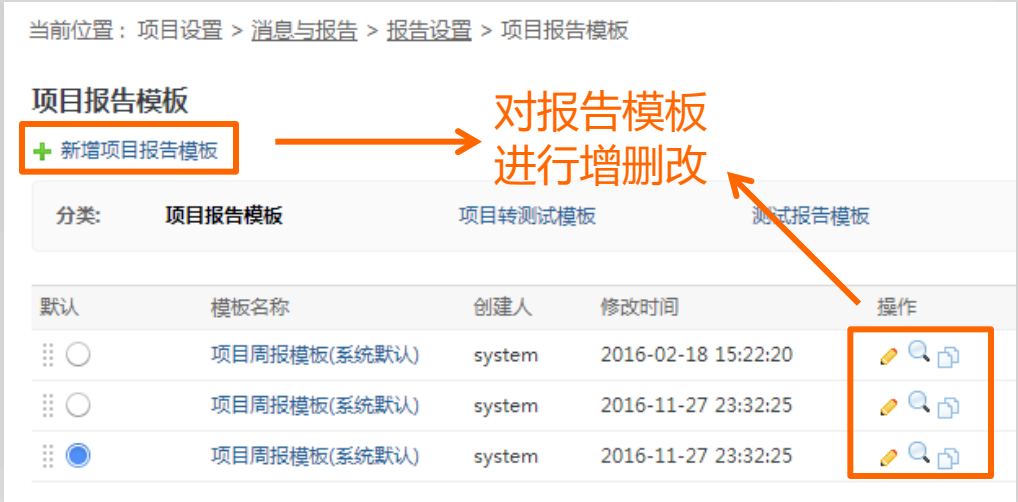 当前位置： 项目设置 > 消息与报告 > 报告设置 > 项目报告模板
项目报告模板
新增项目报告模板
对报告模板
进行增删改
分类: 项目报告模板 项目转测试模板 测试报告模板
默认 模板名称 创建人 修改时间 操作
项目周报模板(系统默认) system 2016-02-18 15:22:20
项目周报模板(系统默认) system 2016-11-27 23:32:25
项目周报模板(系统默认) system 2016-11-27 23:32:25